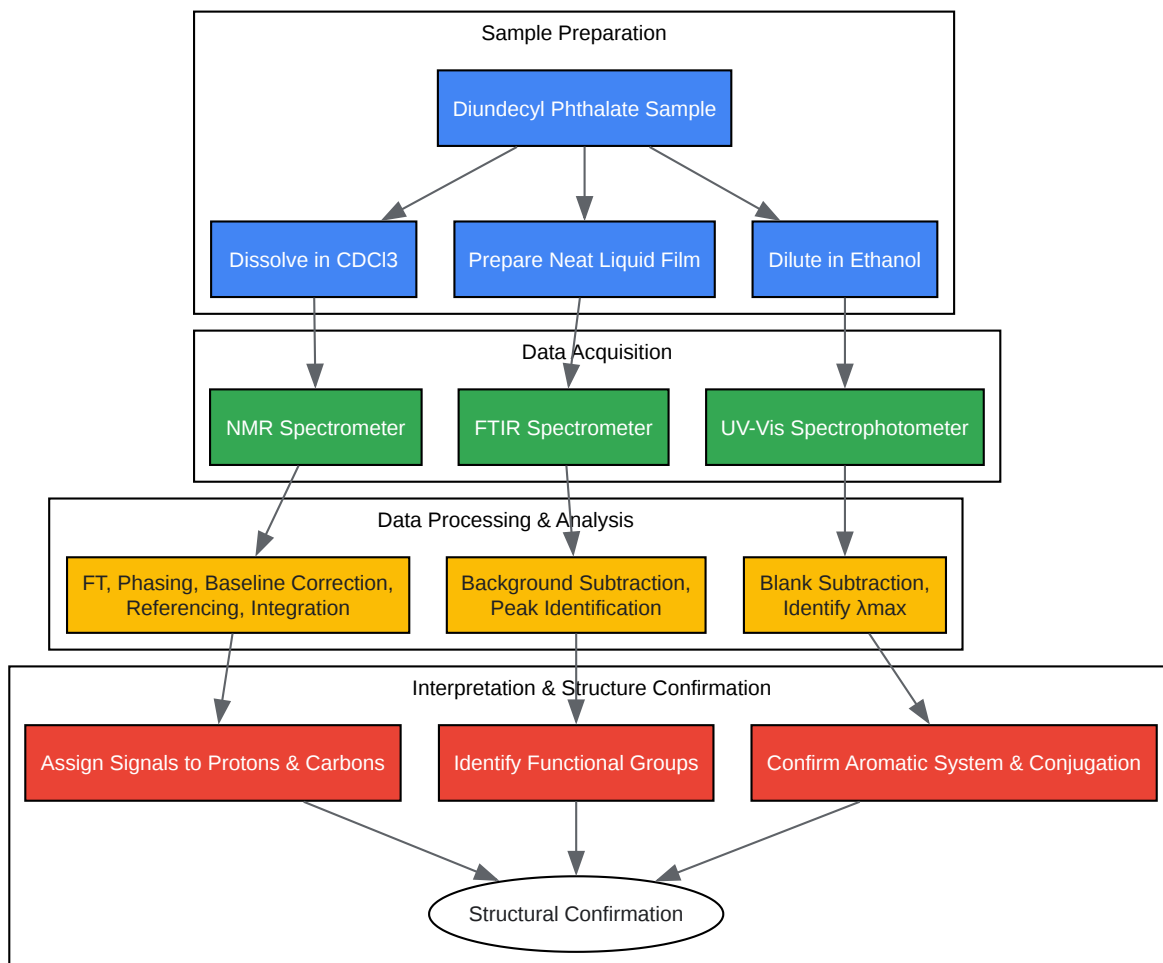 Sample Preparation
Diundecyl Phthalate Sample
Dissolve in CDCl3
Prepare Neat Liquid Film
Dilute in Ethanol
Data Acquisition
NMR Spectrometer
FTIR Spectrometer
UV-Vis Spectrophotometer
Data Processing & Analysis
FT, Phasing, Baseline Correction,
Referencing, Integration
Background Subtraction,
Peak Identification
Blank Subtraction,
Identify λmax
Interpretation & Structure Confirmation
Assign Signals to Protons & Carbons
Identify Functional Groups
Confirm Aromatic System & Conjugation
Structural Confirmation